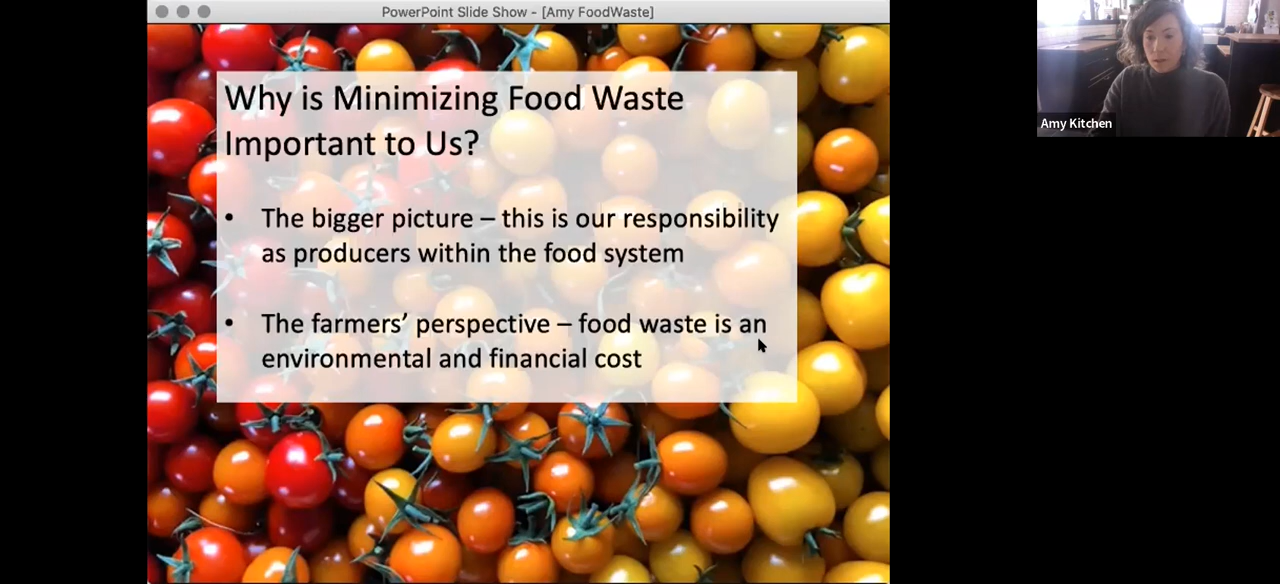 PowerPoint Slide Show - [Amy FoodWaste]
Why is Minimizing Food Waste
Important to Us?
• The bigger picture – this is our responsibility
as producers within the food system
• The farmers’ perspective – food waste is an
environmental and financial cost
Amy Kitchen